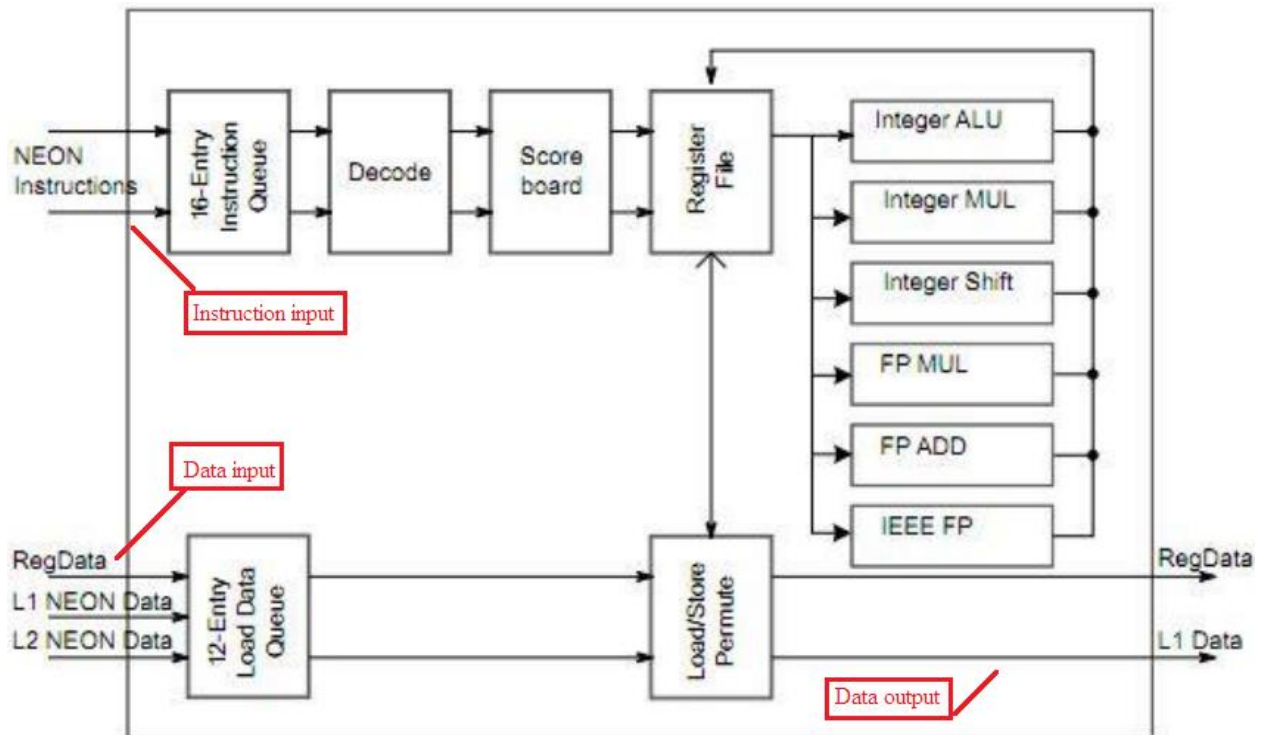 NEON
Instructions
16-Entry
Instruction
Queue
Decode
Score
board
Register
File
Integer ALU
Integer MUL
Integer Shift
FP MUL
FP ADD
IEEE FP
Instruction input
Data input
RegData
L1 NEON Data
L2 NEON Data
12-Entry
Load Data
Queue
Load/Store
Permute
RegData
L1 Data
Data output